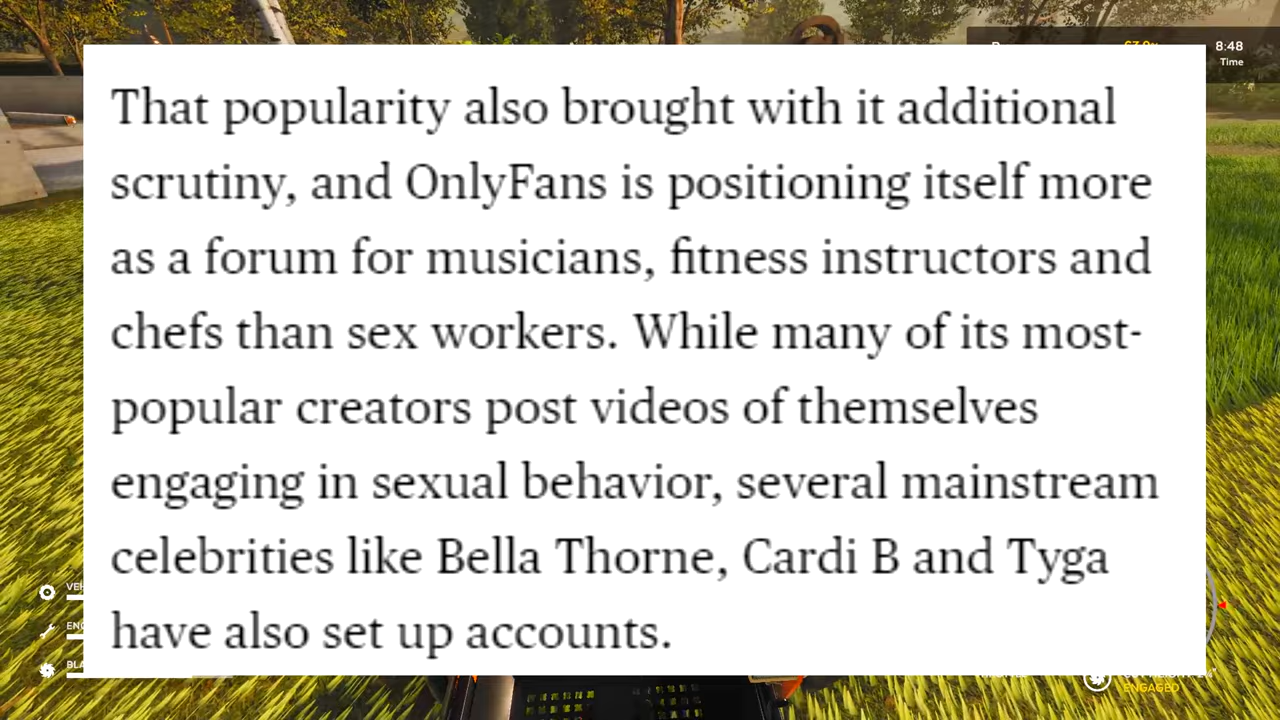 8:48
Time
That popularity also brought with it additional
scrutiny, and OnlyFans is positioning itself more
as a forum for musicians, fitness instructors and
chefs than sex workers. While many of its most-
popular creators post videos of themselves
engaging in sexual behavior, several mainstream
celebrities like Bella Thorne, Cardi B and Tyga
have also set up accounts.
ENGAGED